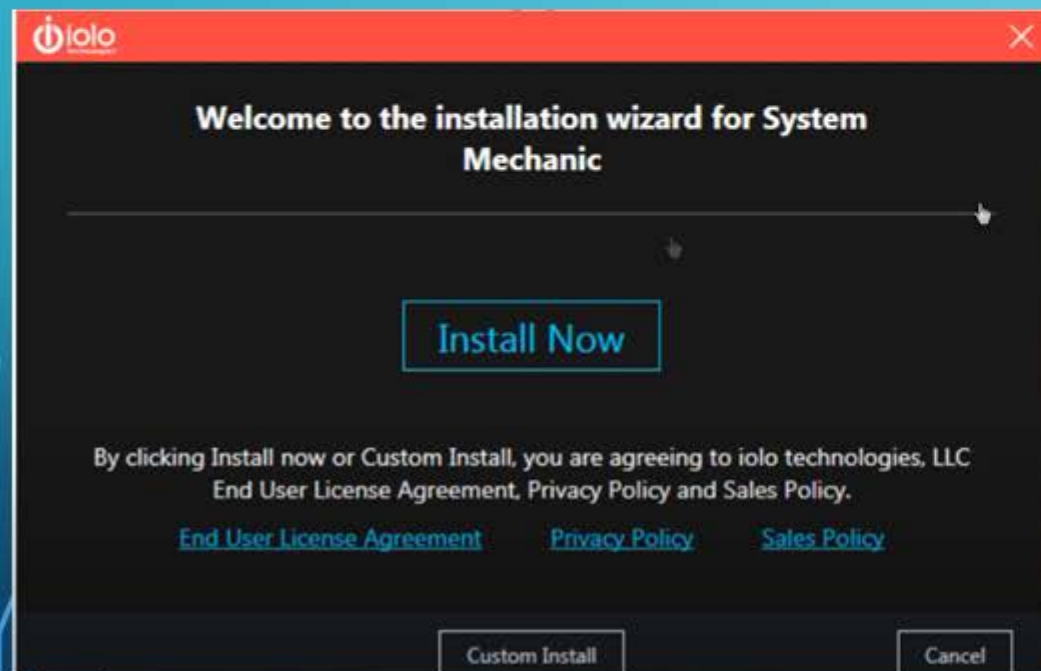 iolo
Welcome to the installation wizard for System
Mechanic
Install Now
By clicking Install now or Custom Install, you are agreeing to iolo technologies, LLC
End User License Agreement, Privacy Policy and Sales Policy.
End User License Agreement Privacy Policy Sales Policy
Custom Install Cancel